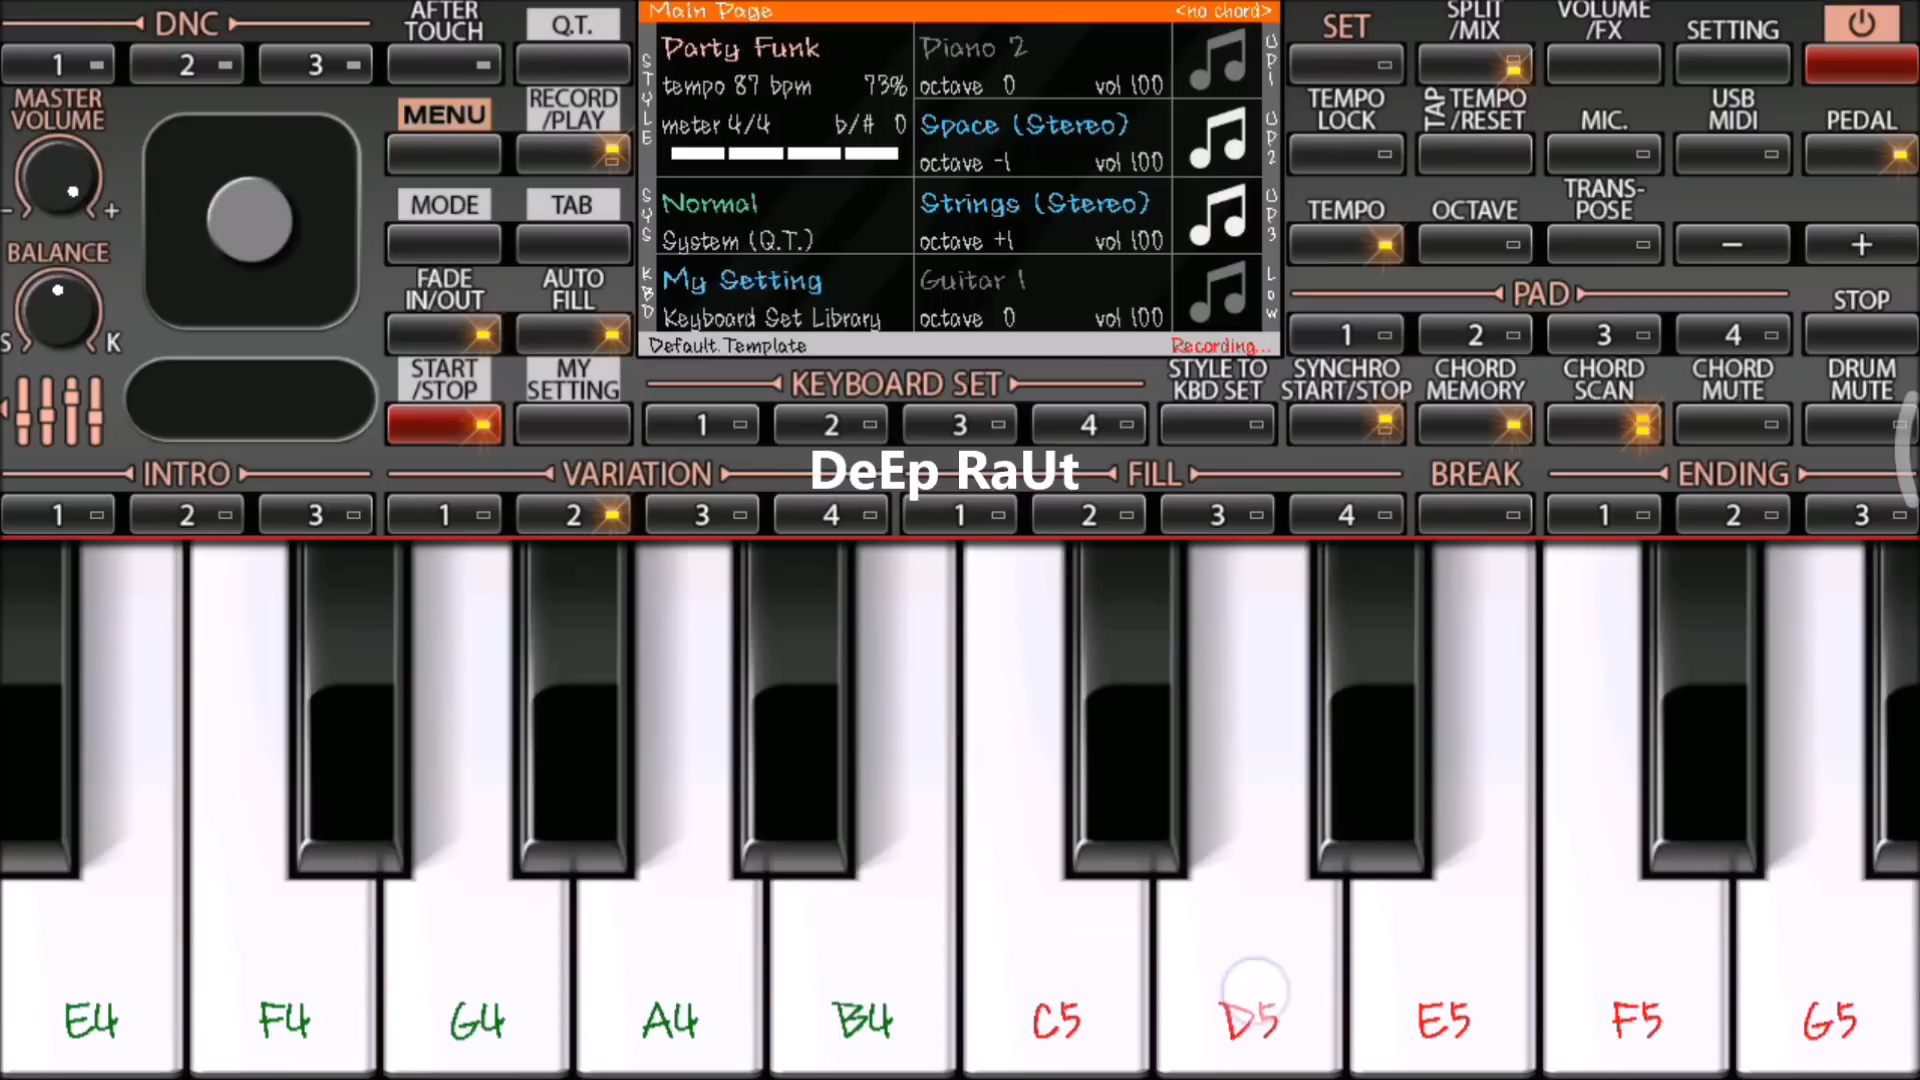 DNC
1 2 3
AFTER TOUCH
Q.T.
MASTER VOLUME
- +
BALANCE
S K
MENU
RECORD /PLAY
MODE
TAB
FADE IN/OUT
AUTO FILL
START /STOP
MY SETTING
Main Page <no chord>
STYLE
Party Funk
tempo 87 bpm 73%
meter 4/4 b/# 0
SYS
Normal
System (Q.T.)
KBD
My Setting
Keyboard Set Library
Piano 2
octave 0 vol 100
UP1
Space (Stereo)
octave -1 vol 100
UP2
Strings (Stereo)
octave +1 vol 100
UP3
Guitar 1
octave 0 vol 100
Low
Default Template Recording...
SET
SPLIT /MIX
VOLUME /FX
SETTING
TEMPO LOCK
TAP TEMPO /RESET
MIC.
USB MIDI
PEDAL
TEMPO
OCTAVE
TRANS- POSE
- +
PAD
STOP
1 2 3 4
KEYBOARD SET
1 2 3 4
STYLE TO KBD SET
SYNCHRO START/STOP
CHORD MEMORY
CHORD SCAN
CHORD MUTE
DRUM MUTE
DeEp RaUt
INTRO
1 2 3
VARIATION
1 2 3 4
FILL
1 2 3 4
BREAK
ENDING
1 2 3
E4 F4 G4 A4 B4 C5 D5 E5 F5 G5